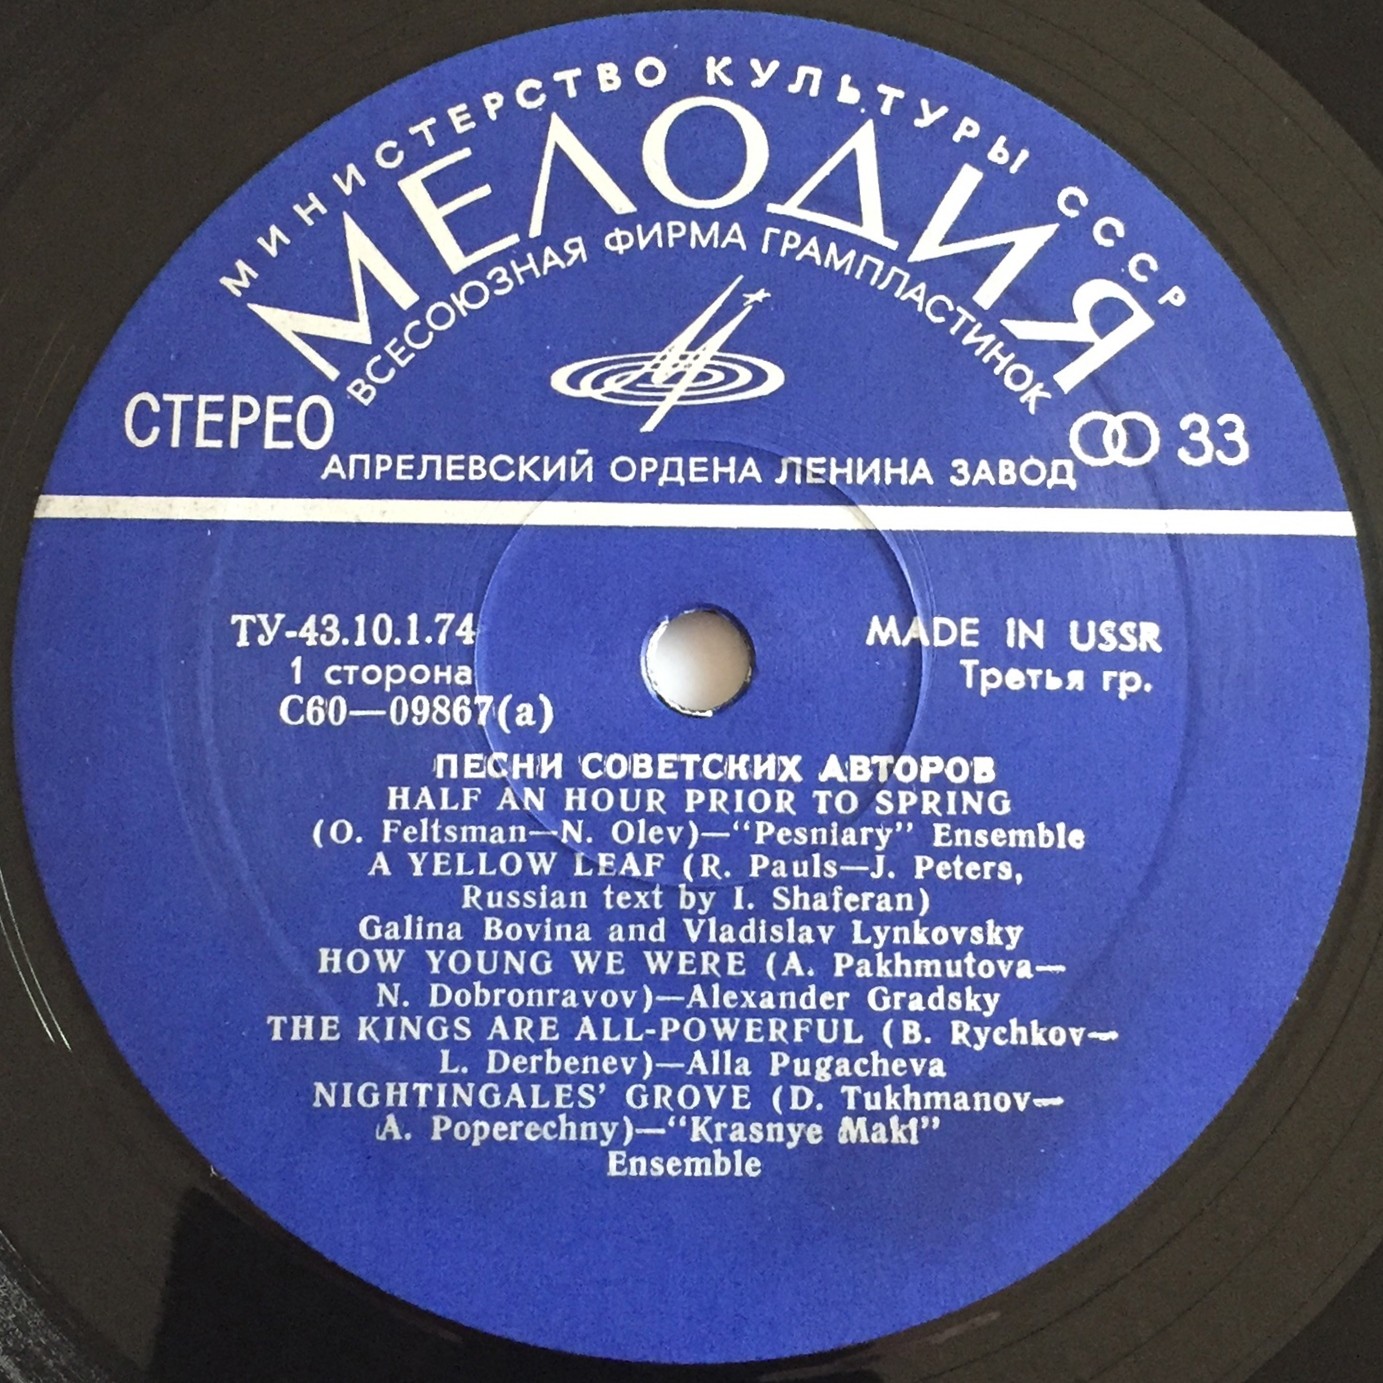 МИНИСТЕРСТВО КУЛЬТУРЫ СССР
МЕЛОДИЯ
ВСЕСОЮЗНАЯ ФИРМА ГРАМПЛАСТИНОК
СТЕРЕО
33
АПРЕЛЕВСКИЙ ОРДЕНА ЛЕНИНА ЗАВОД
ТУ-43.10.1.74
1 сторона
С60—09867(а)
MADE IN USSR
Третья гр.
ПЕСНИ СОВЕТСКИХ АВТОРОВ
HALF AN HOUR PRIOR TO SPRING
(O. Feltsman—N. Olev)—“Pesniary” Ensemble
A YELLOW LEAF (R. Pauls—J. Peters,
Russian text by I. Shaferan)
Galina Bovina and Vladislav Lynkovsky
HOW YOUNG WE WERE (A. Pakhmutova—
N. Dobronravov)—Alexander Gradsky
THE KINGS ARE ALL-POWERFUL (B. Rychkov—
L. Derbenev)—Alla Pugacheva
NIGHTINGALES’ GROVE (D. Tukhmanov—
A. Poperechny)—“Krasnye Maki”
Ensemble